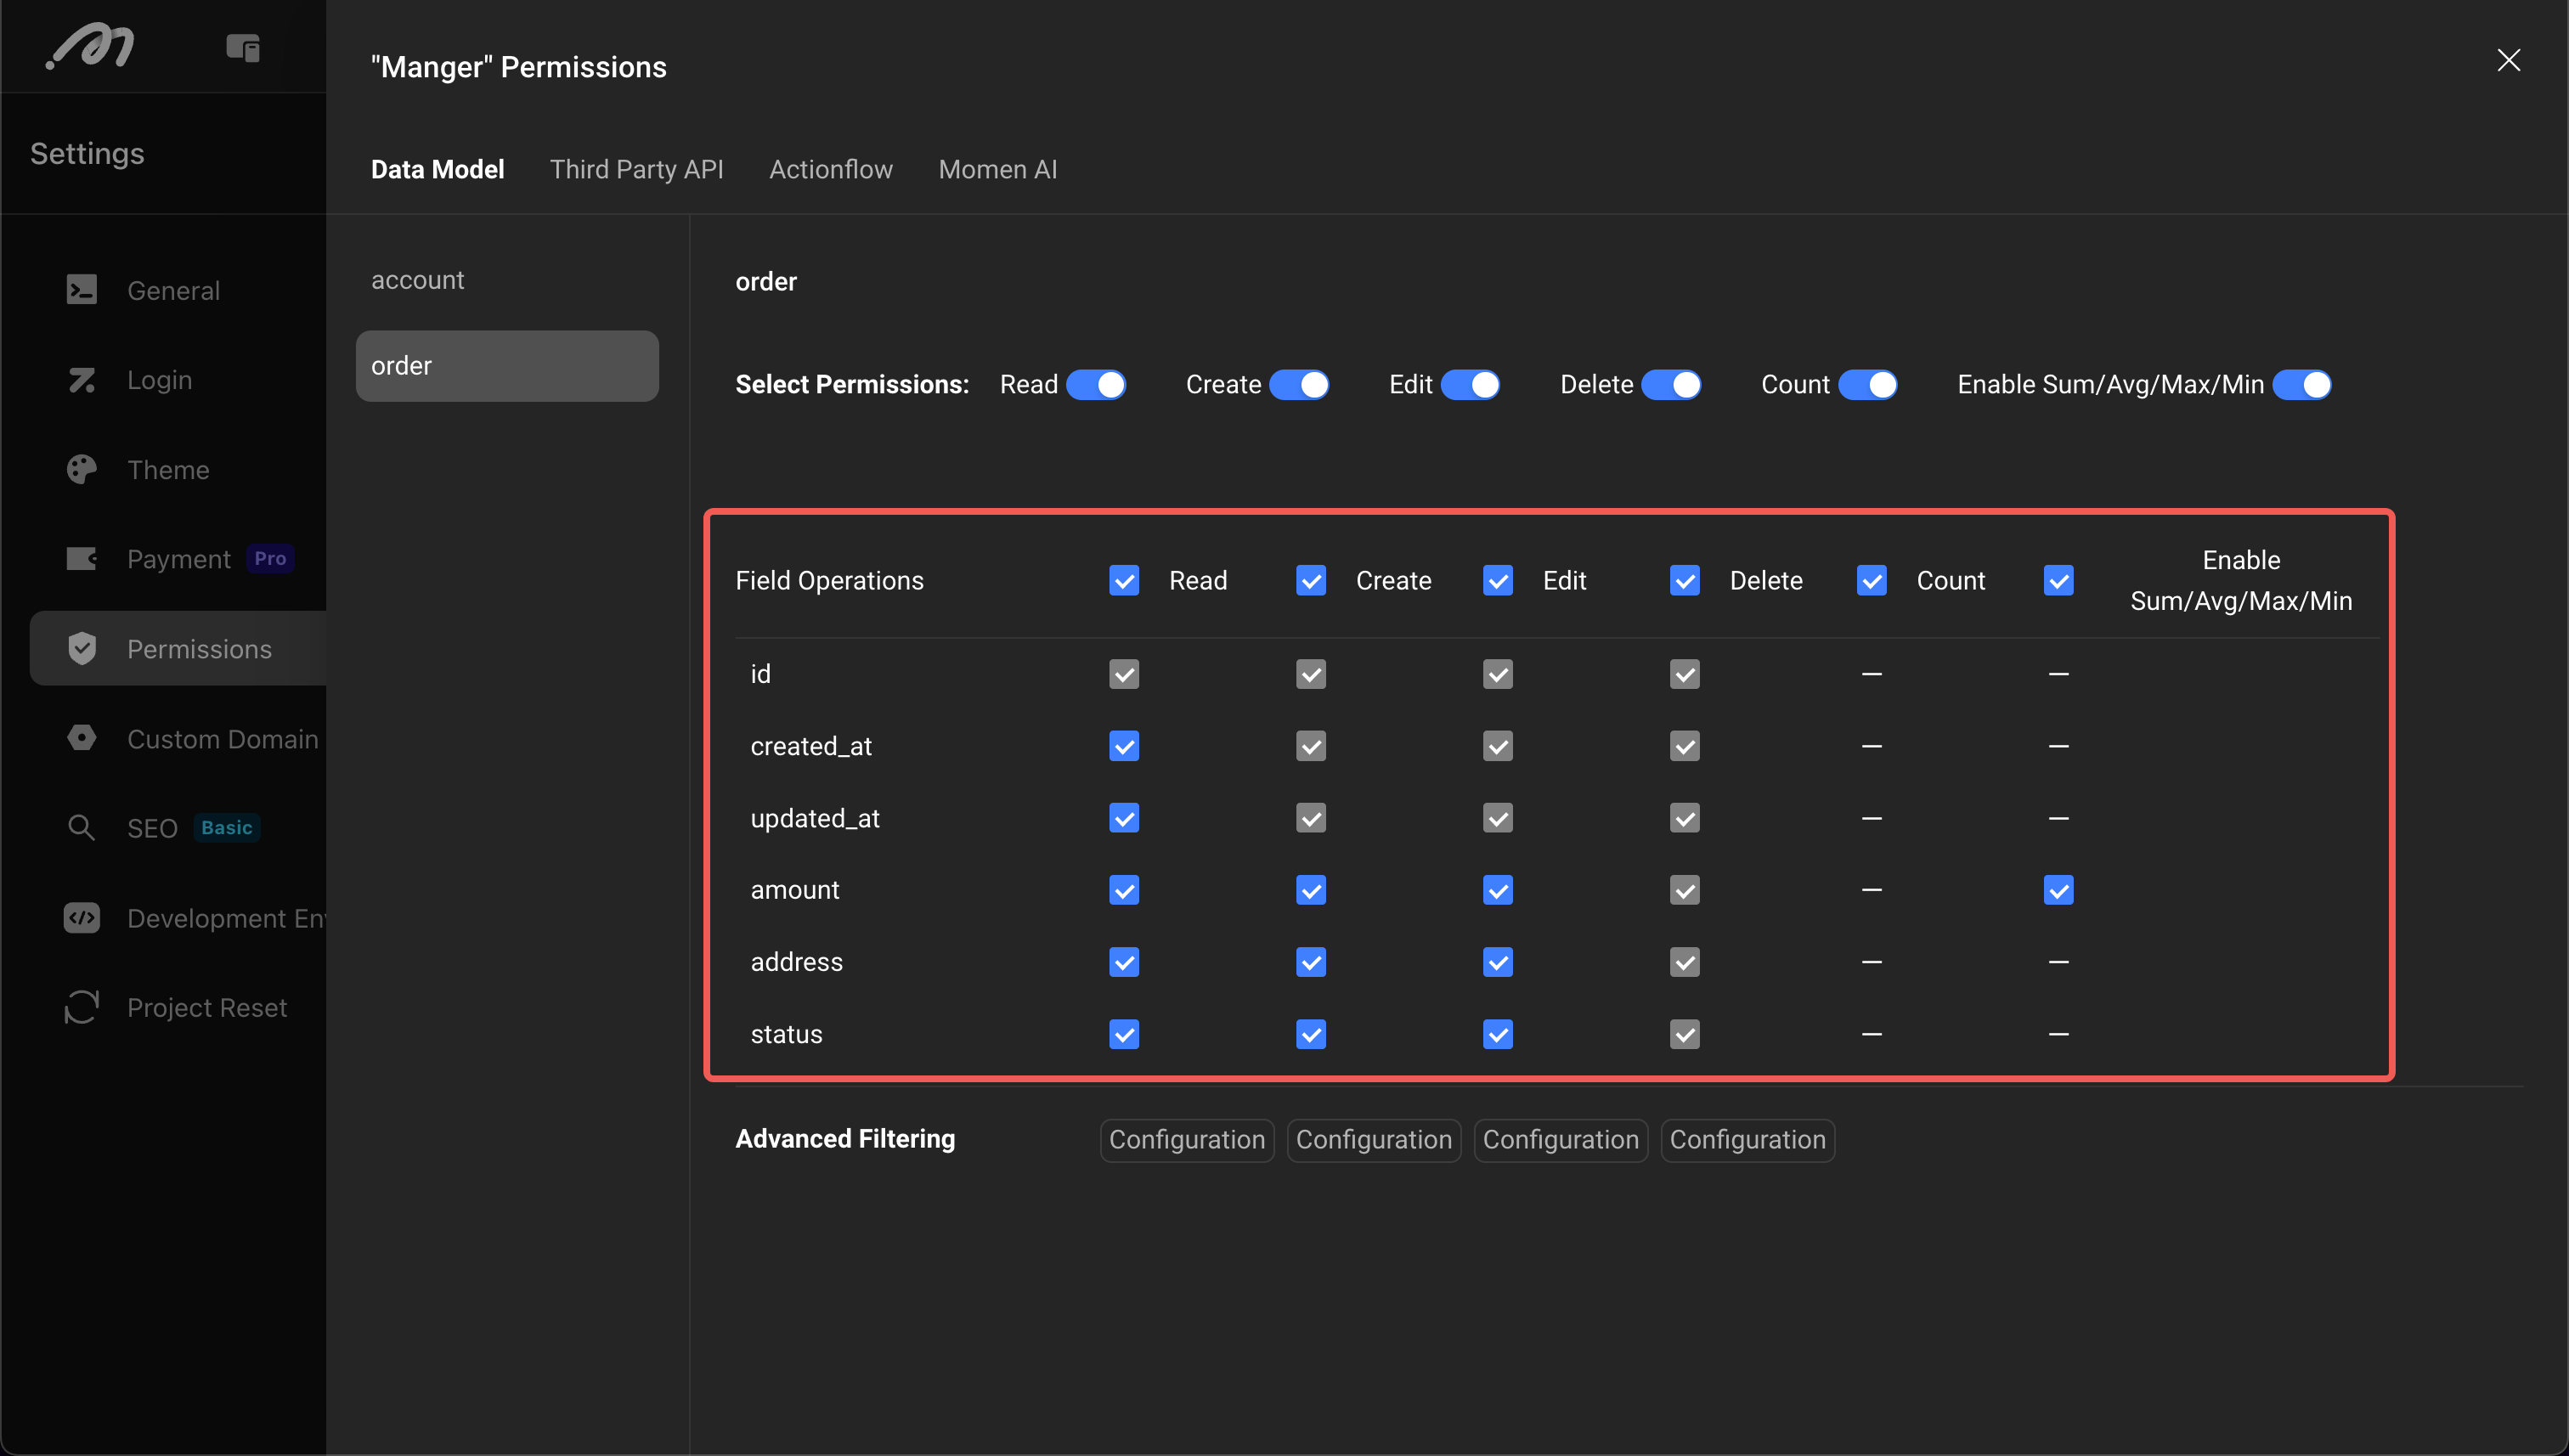 "Manger" Permissions
Settings
Data Model Third Party API Actionflow Momen AI
General
Login
Theme
Payment Pro
Permissions
Custom Domain
SEO Basic
Development En
Project Reset
account
order
order
Select Permissions: Read Create Edit Delete Count Enable Sum/Avg/Max/Min
Field Operations Read Create Edit Delete Count Enable
Sum/Avg/Max/Min
id
created_at
updated_at
amount
address
status
Advanced Filtering Configuration Configuration Configuration Configuration